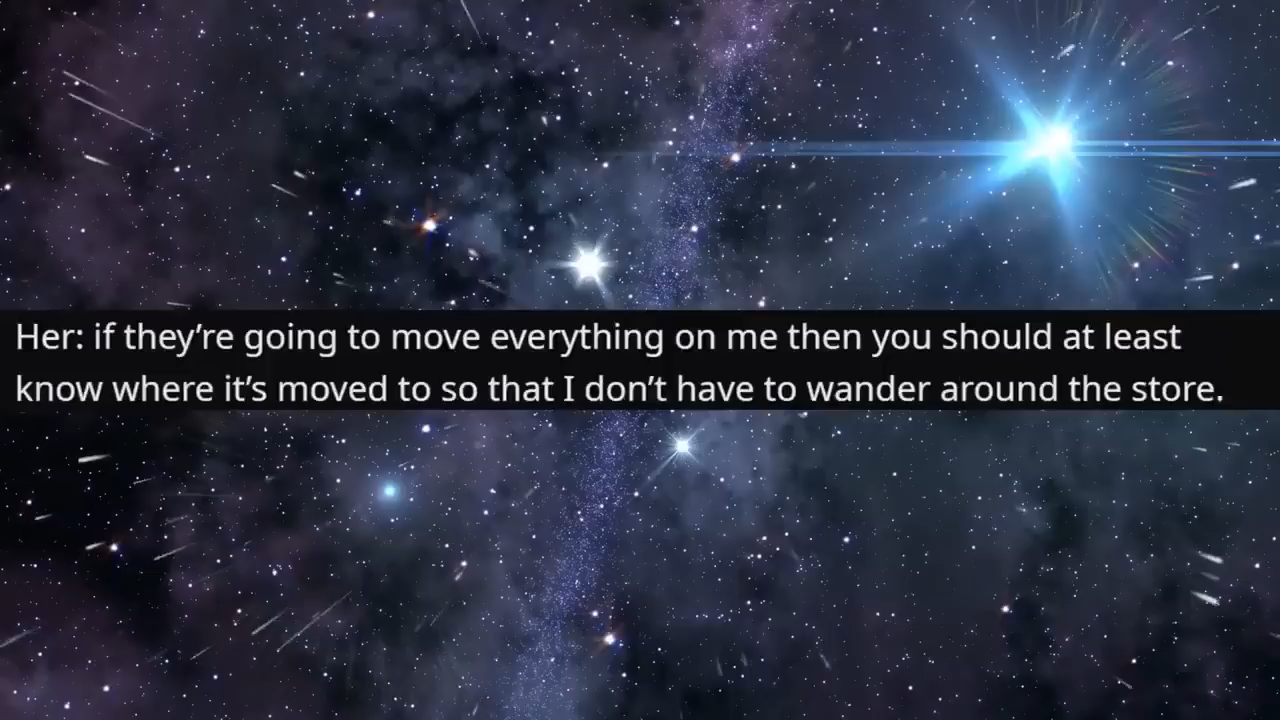 Her: if they’re going to move everything on me then you should at least
know where it’s moved to so that I don’t have to wander around the store.